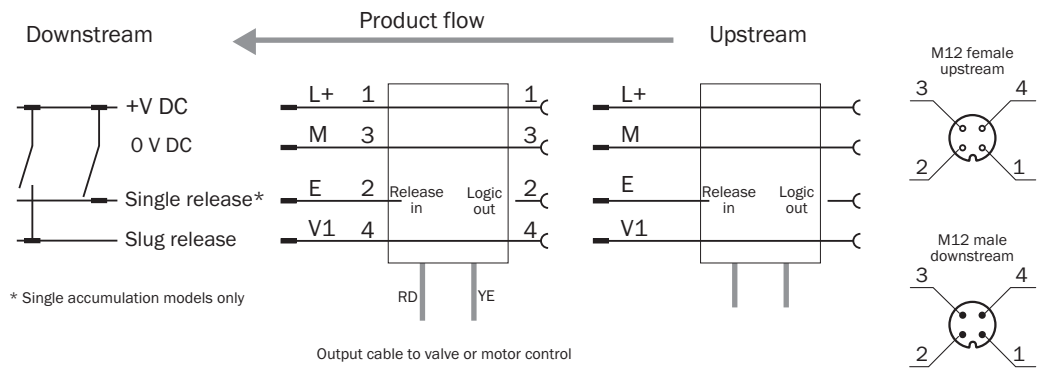 Product flow
Downstream
Upstream
M12 female
upstream
3 4
2 1
+V DC
0 V DC
Single release*
Slug release
* Single accumulation models only
L+ 1 1
M 3 3
E 2 Release in Logic out 2
V1 4 4
RD YE
Output cable to valve or motor control
L+
M
E Release in Logic out
V1
M12 male
downstream
3 4
2 1